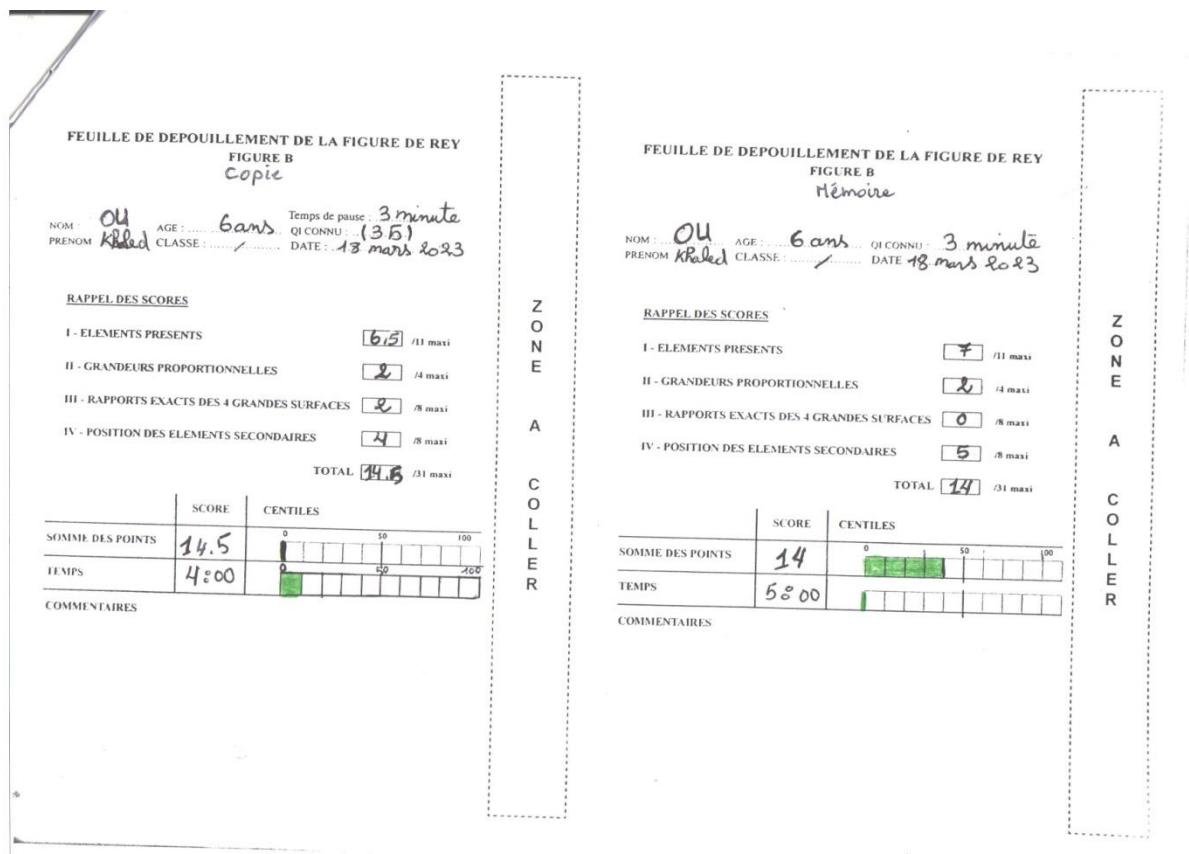 FEUILLE DE DEPOUILLEMENT DE LA FIGURE DE REY
FIGURE B
Copie
NOM : OU AGE : 6 ans Temps de pause : 3 minute
PRENOM Khaled CLASSE : / QI CONNU : (35)
DATE : 18 mars 2023
RAPPEL DES SCORES
I - ELEMENTS PRESENTS 6,5 /11 maxi
II - GRANDEURS PROPORTIONNELLES 2 /4 maxi
III - RAPPORTS EXACTS DES 4 GRANDES SURFACES 2 /8 maxi
IV - POSITION DES ELEMENTS SECONDAIRES 4 /8 maxi
TOTAL 14.5 /31 maxi
SCORE CENTILES
SOMME DES POINTS 14.5 0 50 100
TEMPS 4:00 0 50 100
COMMENTAIRES
ZONE A COLLER
FEUILLE DE DEPOUILLEMENT DE LA FIGURE DE REY
FIGURE B
Mémoire
NOM : OU AGE : 6 ans QI CONNU : 3 minute
PRENOM Khaled CLASSE : / DATE 18 mars 2023
RAPPEL DES SCORES
I - ELEMENTS PRESENTS 7 /11 maxi
II - GRANDEURS PROPORTIONNELLES 2 /4 maxi
III - RAPPORTS EXACTS DES 4 GRANDES SURFACES 0 /8 maxi
IV - POSITION DES ELEMENTS SECONDAIRES 5 /8 maxi
TOTAL 14 /31 maxi
SCORE CENTILES
SOMME DES POINTS 14 0 50 100
TEMPS 5:00
COMMENTAIRES
ZONE A COLLER